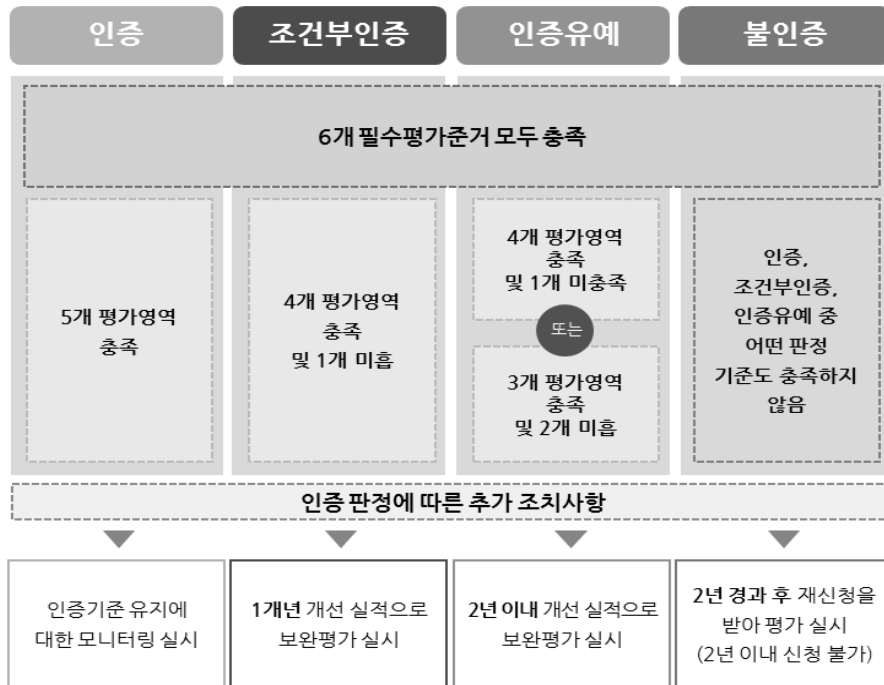 인증
조건부인증
인증유예
불인증
6개 필수평가준거 모두 충족
5개 평가영역
충족
4개 평가영역
충족
및 1개 미흡
4개 평가영역
충족
및 1개 미충족
또는
3개 평가영역
충족
및 2개 미흡
인증,
조건부인증,
인증유예 중
어떤 판정
기준도 충족하지
않음
인증 판정에 따른 추가 조치사항
인증기준 유지에
대한 모니터링 실시
1개년 개선 실적으로
보완평가 실시
2년 이내 개선 실적으로
보완평가 실시
2년 경과 후 재신청을
받아 평가 실시
(2년 이내 신청 불가)